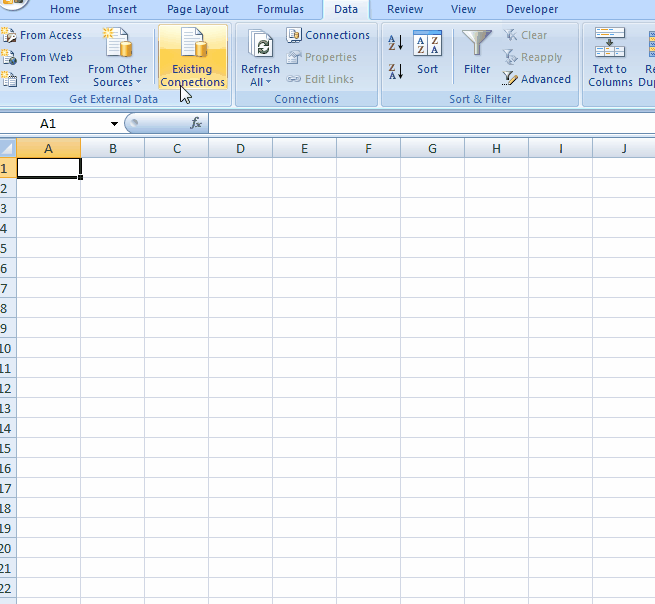 Home Insert Page Layout Formulas Data Review View Developer
From Access
From Web
From Text
From Other
Sources
Existing
Connections
Get External Data
Refresh
All
Connections
Properties
Edit Links
Connections
A
Z
Z
A
A Z
Z A
Sort
Filter
Clear
Reapply
Advanced
Sort & Filter
Text to
Columns
Re
Dup
A1
fx
A B C D E F G H I J
1
2
3
4
5
6
7
8
9
10
11
12
13
14
15
16
17
18
19
20
21
22